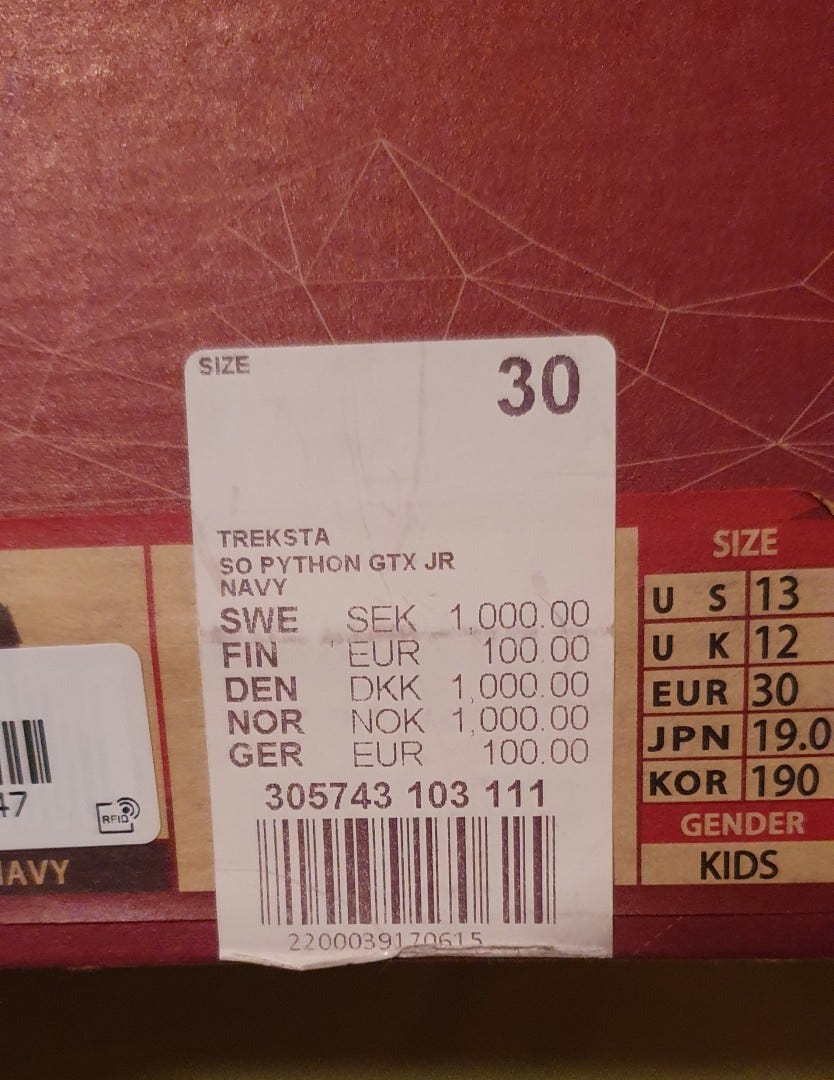 SIZE 30
TREKSTA
SO PYTHON GTX JR
NAVY
SWE SEK 1,000.00
FIN EUR 100.00
DEN DKK 1,000.00
NOR NOK 1,000.00
GER EUR 100.00
305743 103 111
2200039170615
SIZE
U S 13
U K 12
EUR 30
JPN 19.0
KOR 190
GENDER
KIDS
47
RFID
NAVY